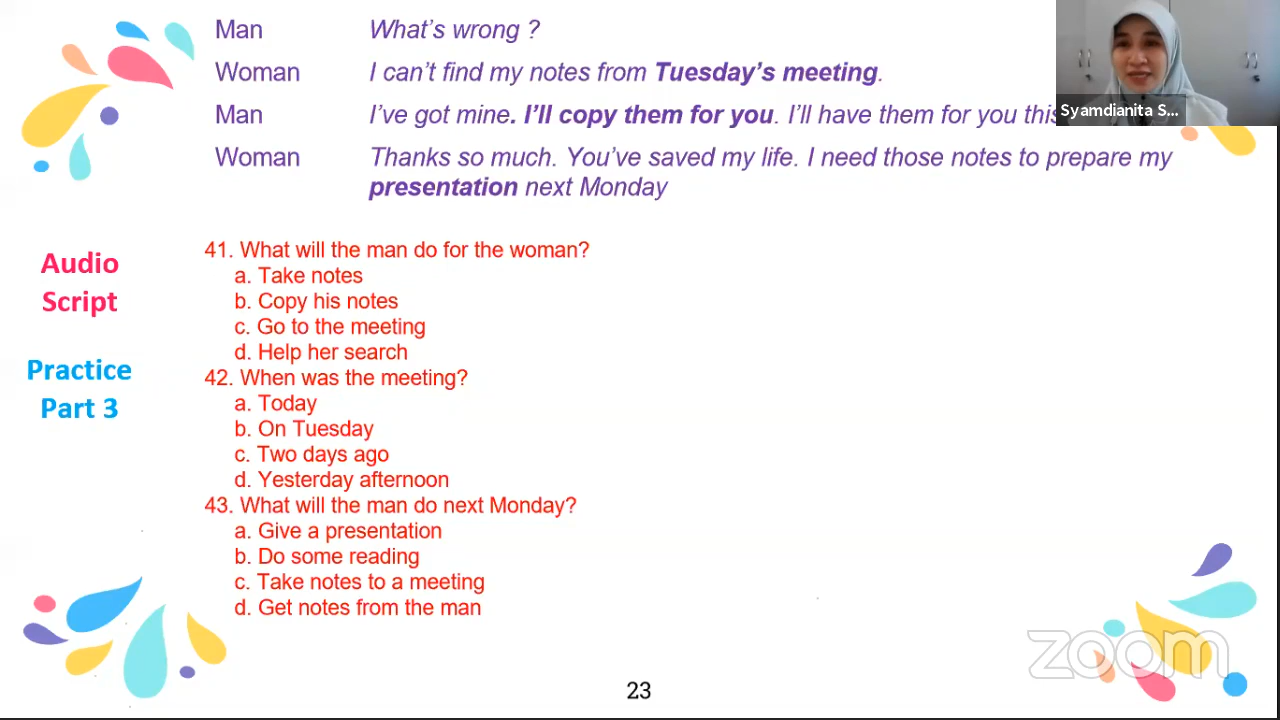 Man What's wrong ?
Woman I can't find my notes from Tuesday's meeting.
Man I've got mine. I'll copy them for you. I'll have them for you this
Syamdianita S...
Woman Thanks so much. You've saved my life. I need those notes to prepare my
presentation next Monday
Audio
Script
Practice
Part 3
41. What will the man do for the woman?
a. Take notes
b. Copy his notes
c. Go to the meeting
d. Help her search
42. When was the meeting?
a. Today
b. On Tuesday
c. Two days ago
d. Yesterday afternoon
43. What will the man do next Monday?
a. Give a presentation
b. Do some reading
c. Take notes to a meeting
d. Get notes from the man
zoom
23